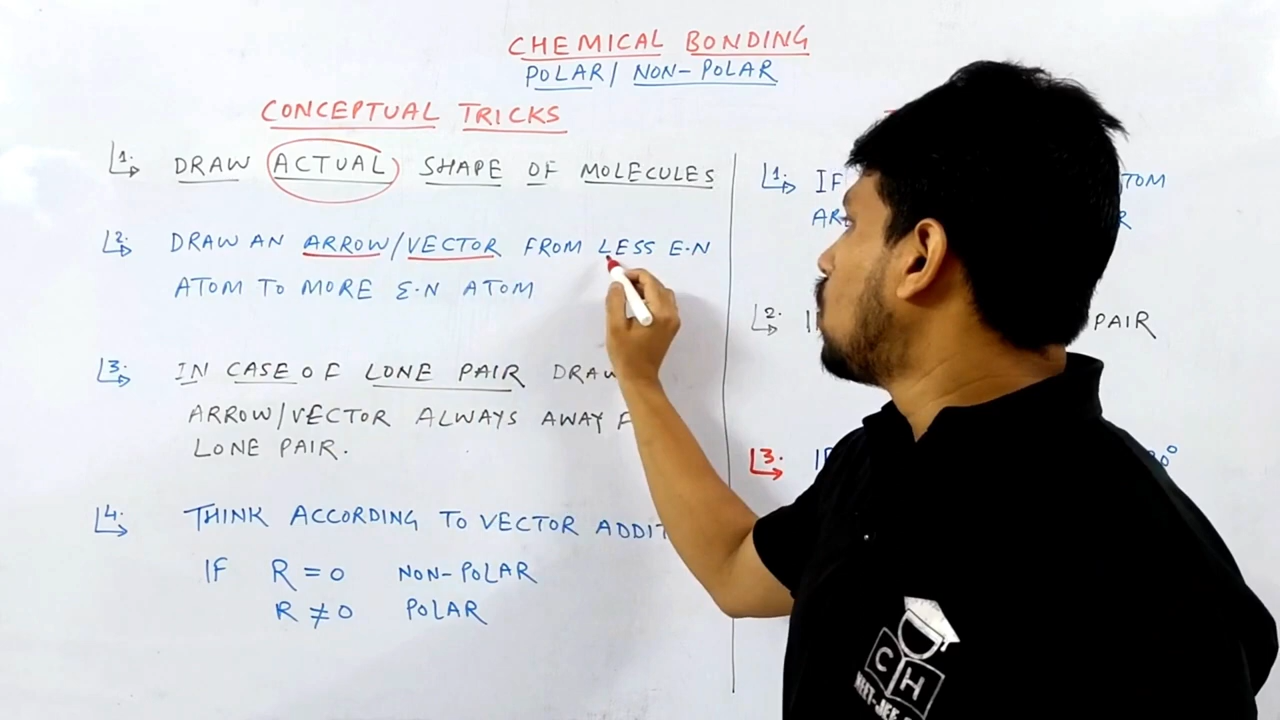 CHEMICAL BONDING
POLAR / NON-POLAR
CONCEPTUAL TRICKS
1. DRAW ACTUAL SHAPE OF MOLECULES
2. DRAW AN ARROW/VECTOR FROM LESS E.N
ATOM TO MORE E.N ATOM
3. IN CASE OF LONE PAIR DRAW
ARROW/VECTOR ALWAYS AWAY
LONE PAIR.
4. THINK ACCORDING TO VECTOR
IF R = 0 NON-POLAR
R ≠ 0 POLAR
1. IF
AR
2. PAIR
3.
CH